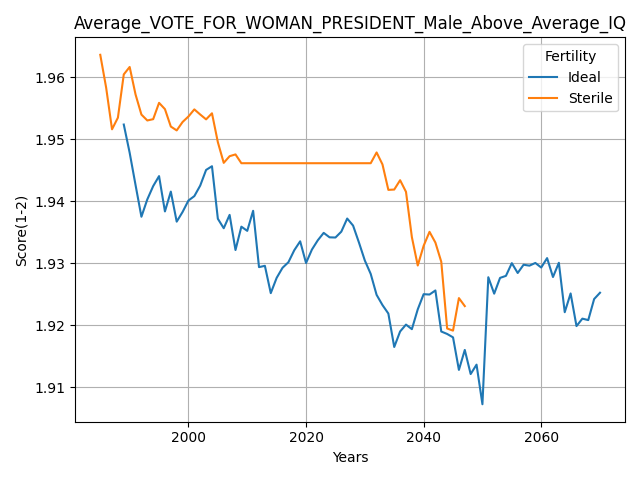 Average_VOTE_FOR_WOMAN_PRESIDENT_Male_Above_Average_IQ
Fertility
Ideal
Sterile
Score(1-2)
1.96
1.95
1.94
1.93
1.92
1.91
2000
2020
2040
2060
Years